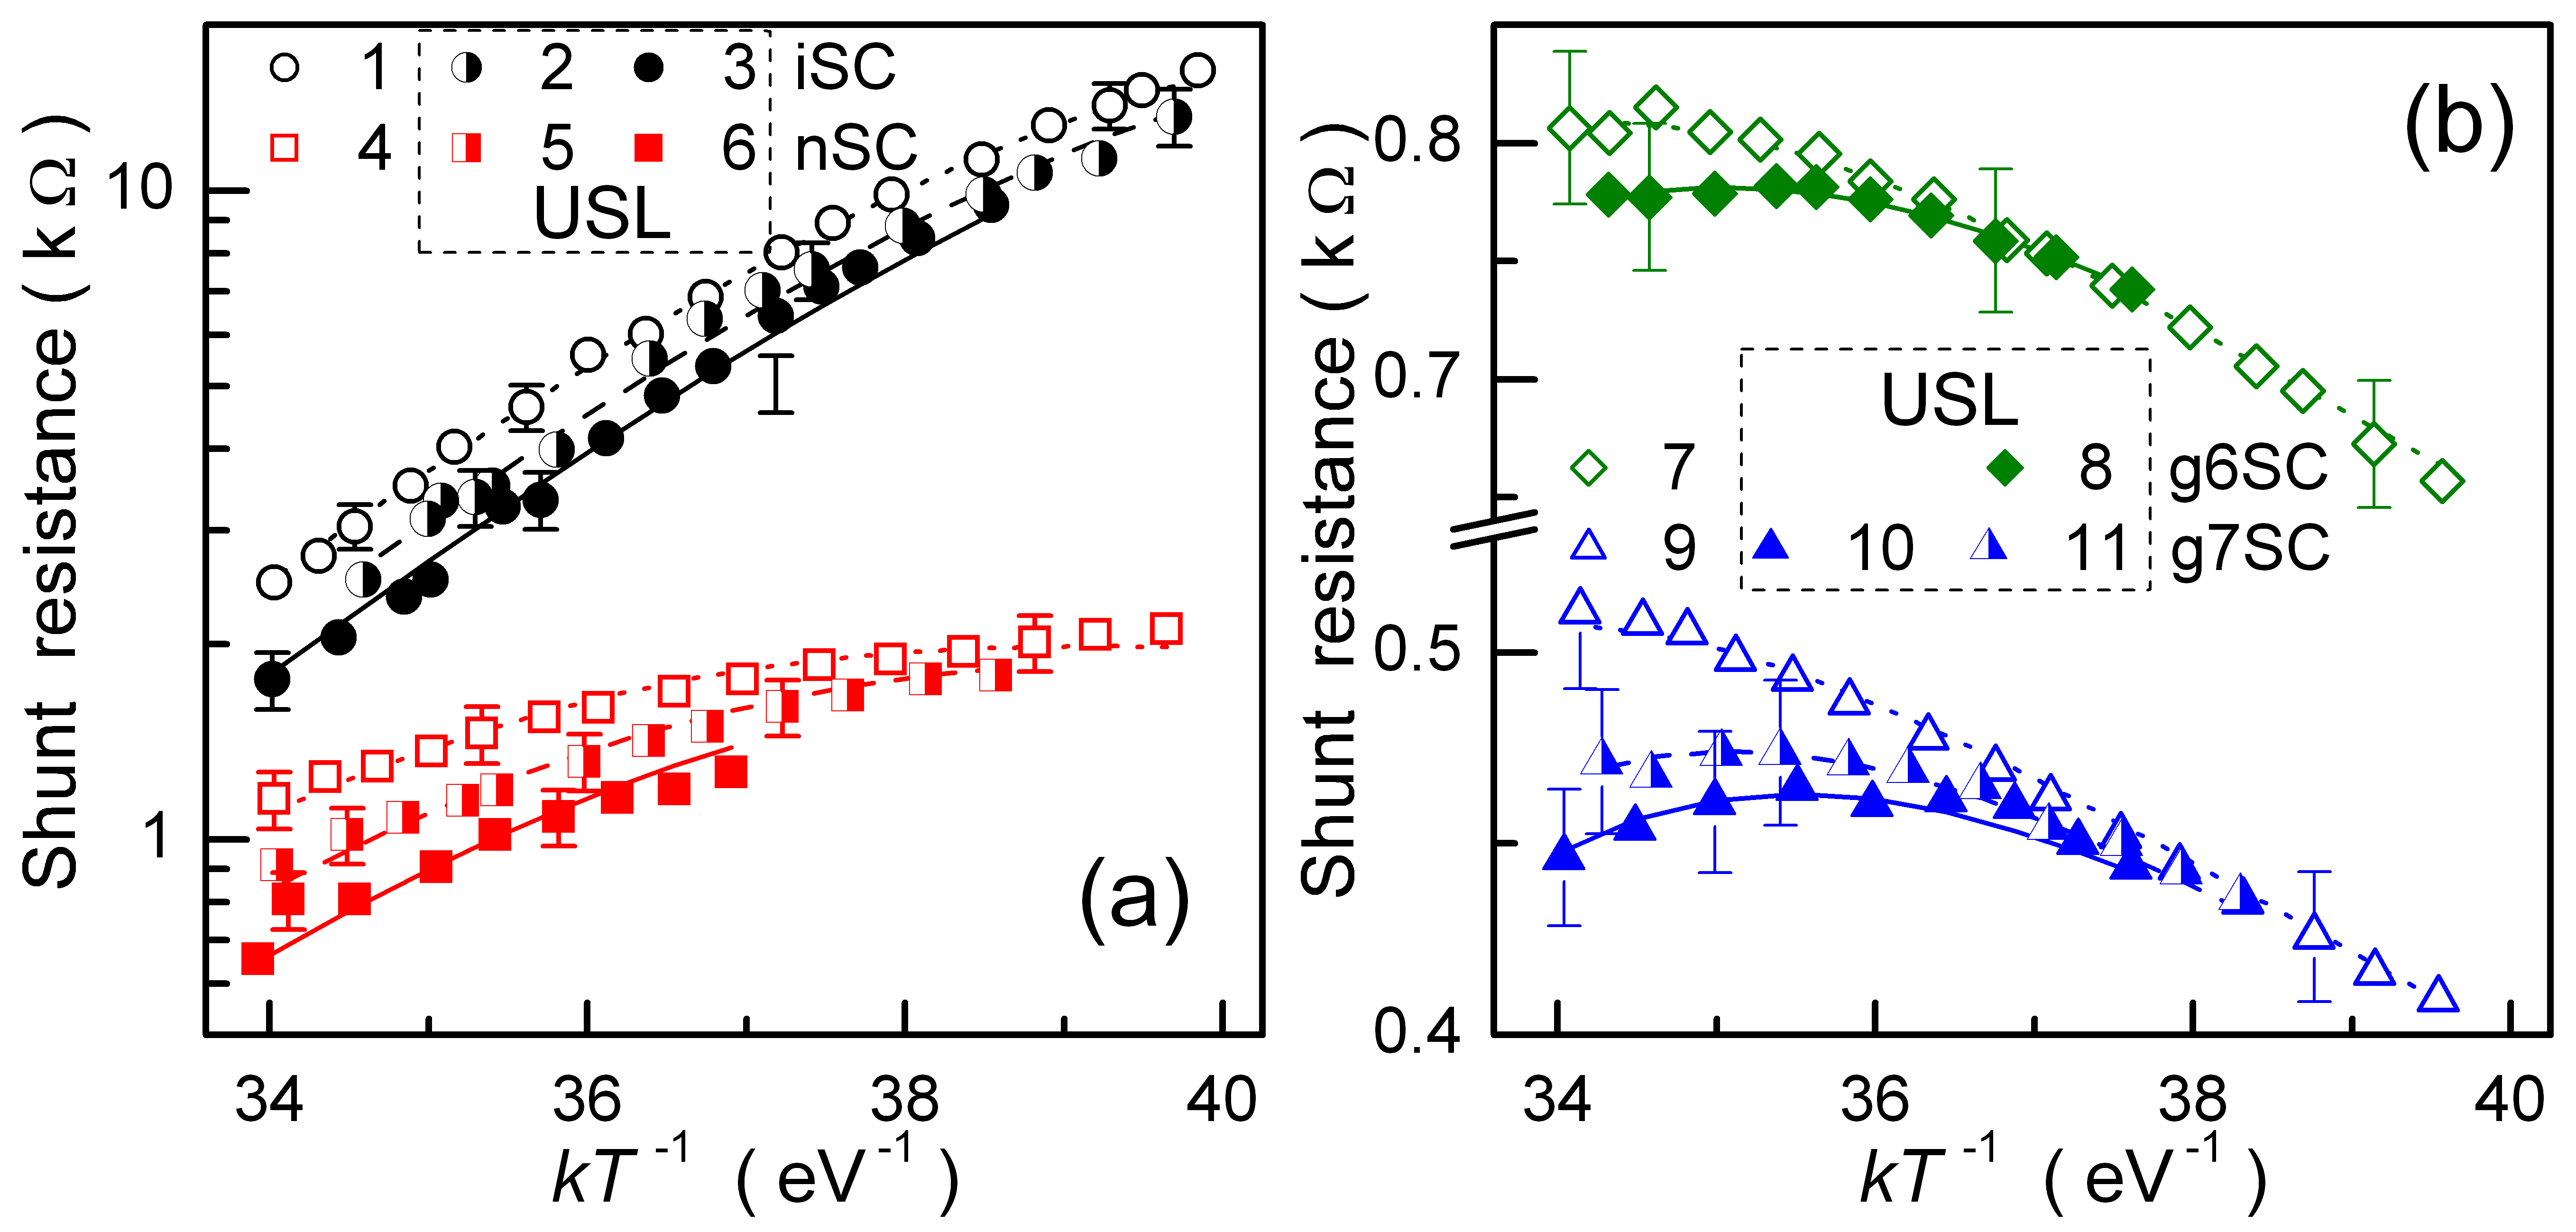 1 2 3 iSC
4 5 6 nSC
USL
(a)
10
1
Shunt resistance ( k Ω )
34 36 38 40
kT⁻¹ ( eV⁻¹ )
(b)
0.8
0.7
0.5
0.4
Shunt resistance ( k Ω )
USL
7 8 g6SC
9 10 11 g7SC
34 36 38 40
kT⁻¹ ( eV⁻¹ )